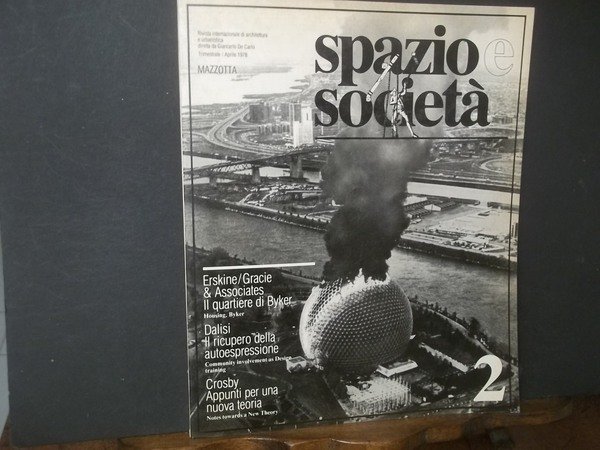 Rivista internazionale di architettura
e urbanistica
diretta da Giancarlo De Carlo
Trimestrale / Aprile 1978
MAZZOTTA
spazio e
società
Erskine/Gracie
& Associates
Il quartiere di Byker
Housing, Byker
Dalisi
Il ricupero della
autoespressione
Community involvement as Design
training
Crosby
Appunti per una
nuova teoria
Notes towards a New Theory
2